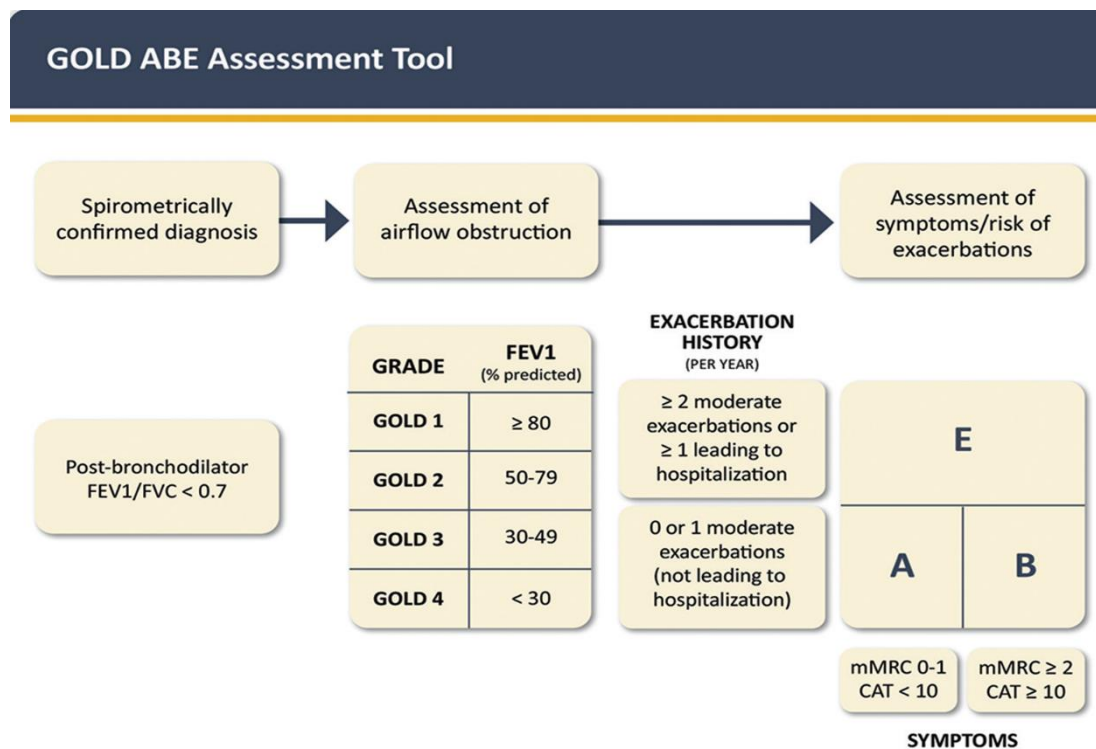 GOLD ABE Assessment Tool
Spirometrically
confirmed diagnosis
Assessment of
airflow obstruction
Assessment of
symptoms/risk of
exacerbations
Post-bronchodilator
FEV1/FVC < 0.7
GRADE
FEV1
(% predicted)
GOLD 1
≥ 80
GOLD 2
50-79
GOLD 3
30-49
GOLD 4
< 30
EXACERBATION
HISTORY
(PER YEAR)
≥ 2 moderate
exacerbations or
≥ 1 leading to
hospitalization
0 or 1 moderate
exacerbations
(not leading to
hospitalization)
E
A
B
mMRC 0-1
CAT < 10
mMRC ≥ 2
CAT ≥ 10
SYMPTOMS